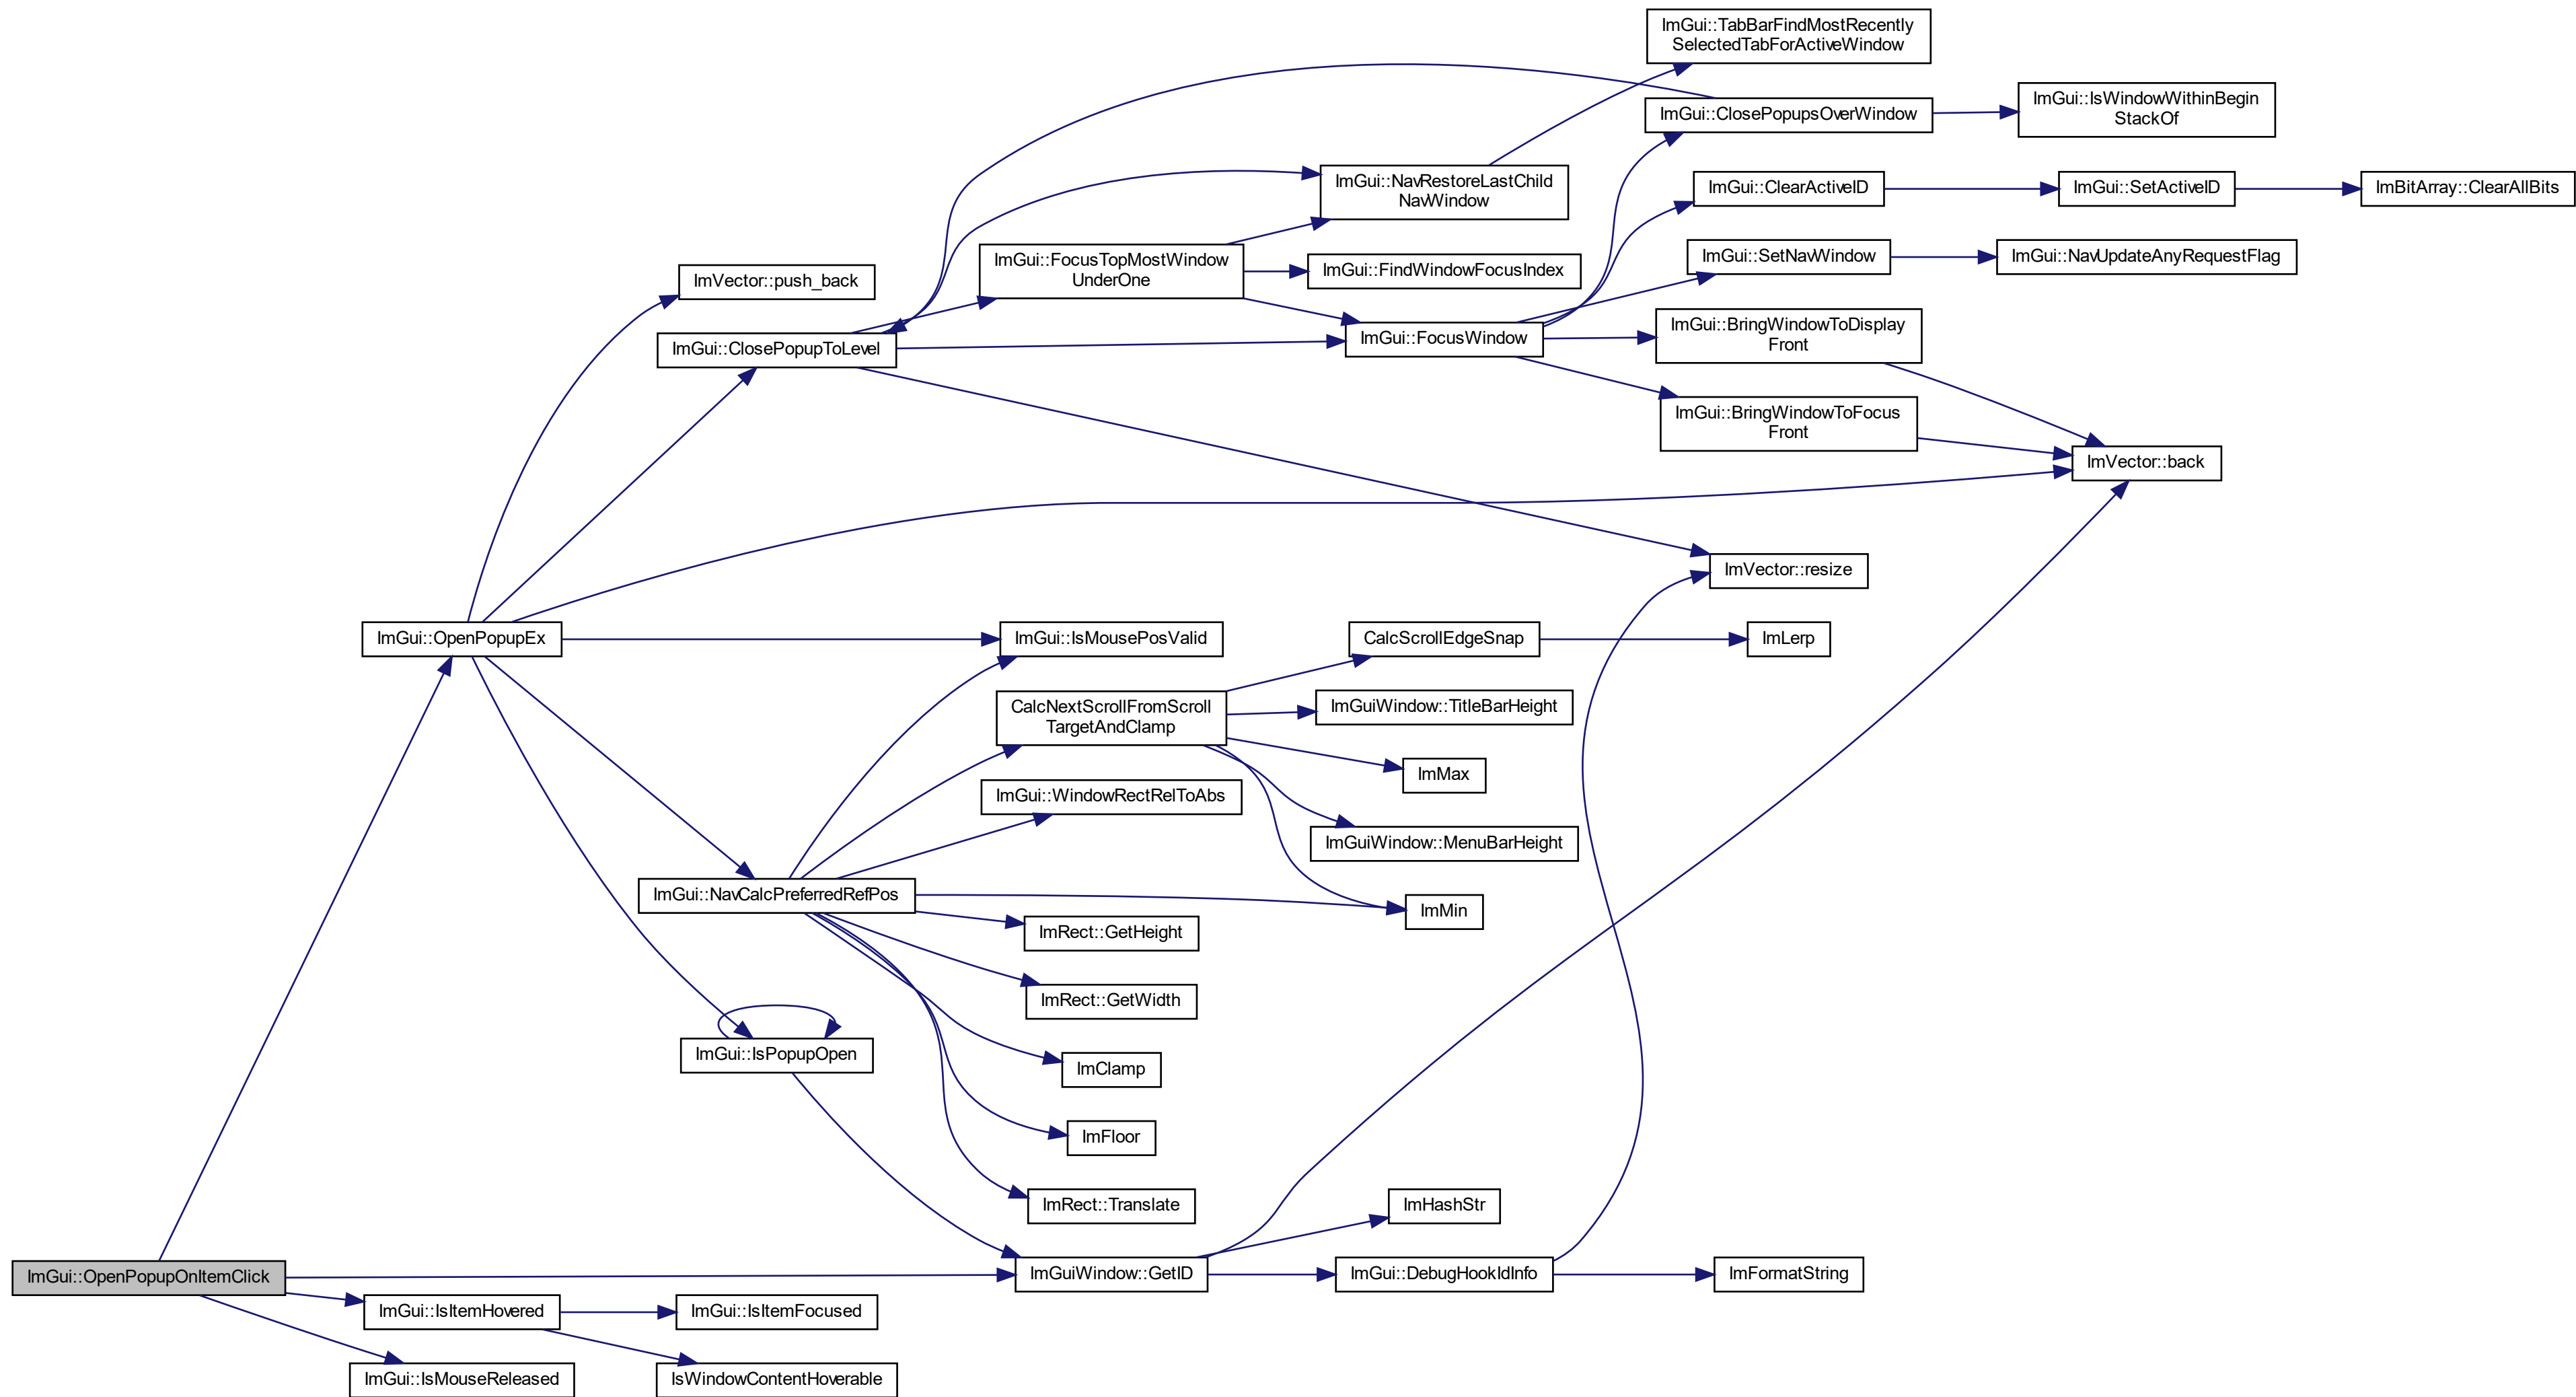 ImGui::TabBarFindMostRecently
SelectedTabForActiveWindow
ImGui::ClosePopupsOverWindow
ImGui::IsWindowWithinBegin
StackOf
ImGui::NavRestoreLastChild
NavWindow
ImGui::ClearActiveID
ImGui::SetActiveID
ImBitArray::ClearAllBits
ImGui::FocusTopMostWindow
UnderOne
ImGui::FindWindowFocusIndex
ImGui::SetNavWindow
ImGui::NavUpdateAnyRequestFlag
ImVector::push_back
ImGui::ClosePopupToLevel
ImGui::FocusWindow
ImGui::BringWindowToDisplay
Front
ImGui::BringWindowToFocus
Front
ImVector::back
ImVector::resize
ImGui::OpenPopupEx
ImGui::IsMousePosValid
CalcScrollEdgeSnap
ImLerp
CalcNextScrollFromScroll
TargetAndClamp
ImGuiWindow::TitleBarHeight
ImMax
ImGui::WindowRectRelToAbs
ImGuiWindow::MenuBarHeight
ImGui::NavCalcPreferredRefPos
ImMin
ImRect::GetHeight
ImRect::GetWidth
ImGui::IsPopupOpen
ImClamp
ImFloor
ImRect::Translate
ImHashStr
ImGui::OpenPopupOnItemClick
ImGuiWindow::GetID
ImGui::DebugHookIdInfo
ImFormatString
ImGui::IsItemHovered
ImGui::IsItemFocused
ImGui::IsMouseReleased
IsWindowContentHoverable